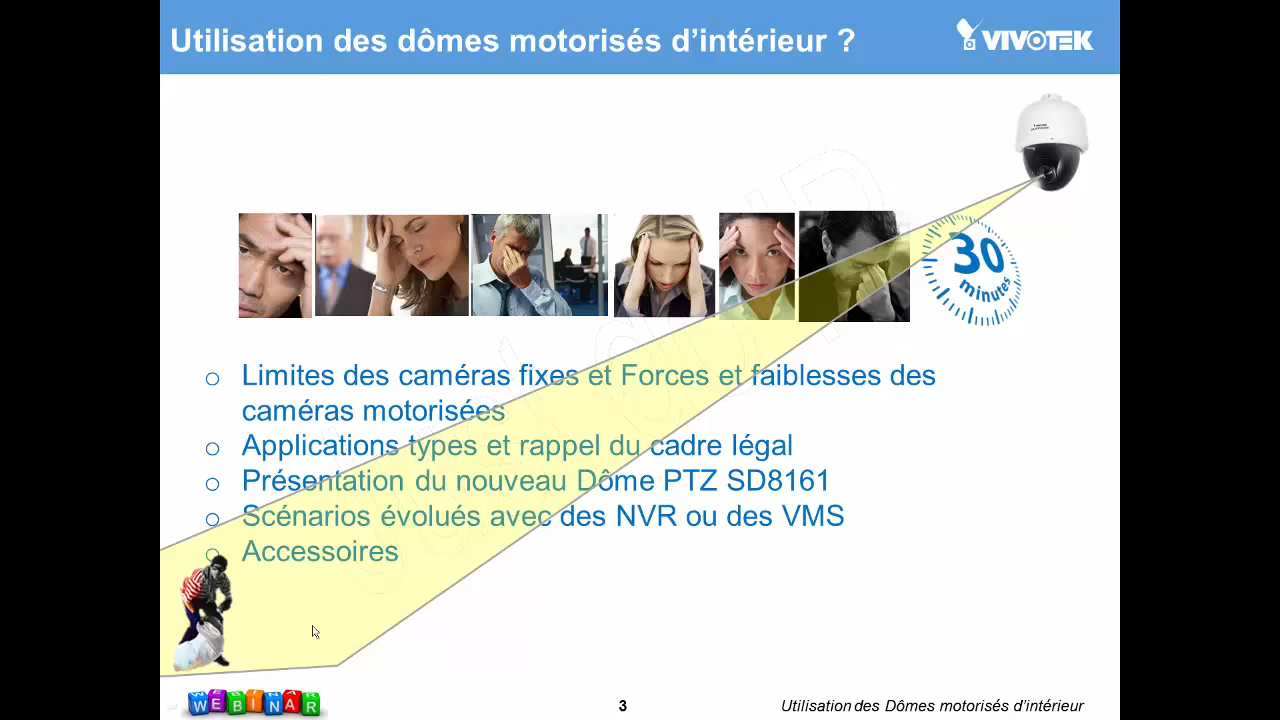 Utilisation des dômes motorisés d’intérieur ?
VIVOTEK
30
minutes
o Limites des caméras fixes et Forces et faiblesses des
caméras motorisées
o Applications types et rappel du cadre légal
o Présentation du nouveau Dôme PTZ SD8161
o Scénarios évolués avec des NVR ou des VMS
o Accessoires
WEBINAR
3
Utilisation des Dômes motorisés d’intérieur